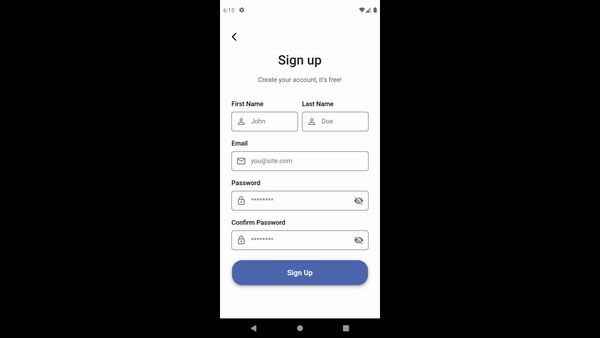 6:15
Sign up
Create your account, it's free!
First Name Last Name
John Doe
Email
you@site.com
Password
********
Confirm Password
********
Sign Up